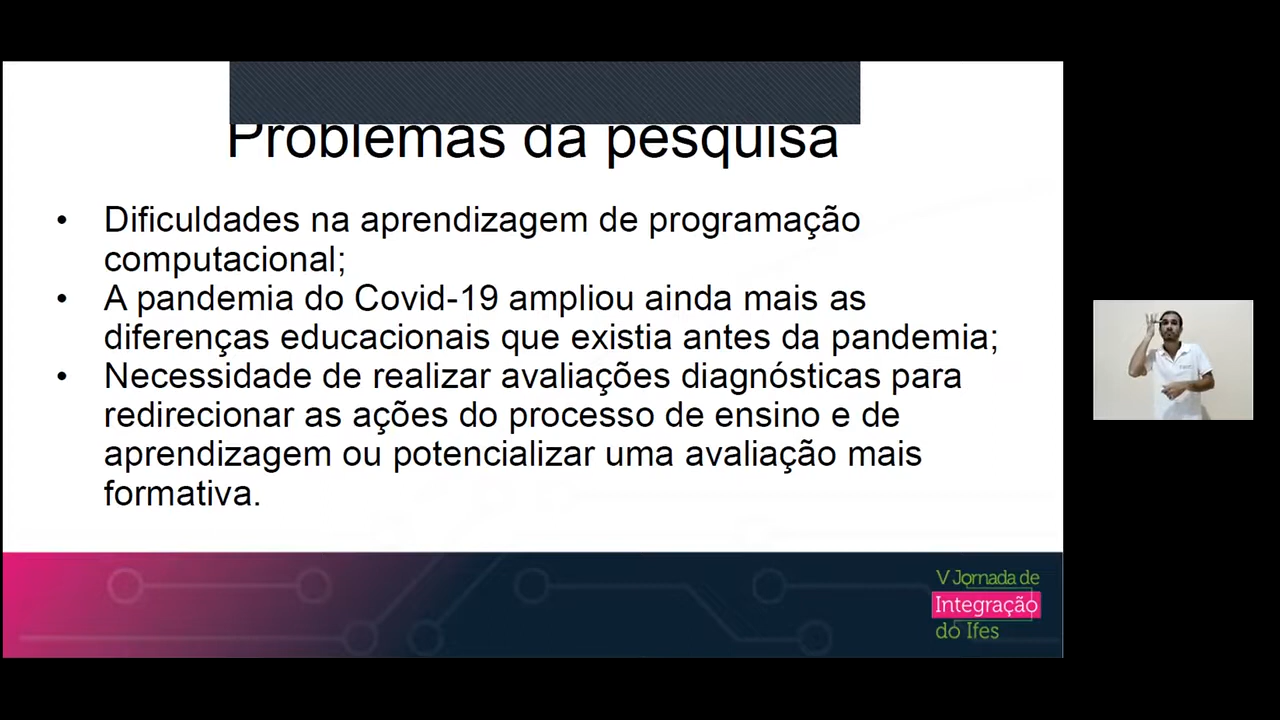 Problemas da pesquisa
• Dificuldades na aprendizagem de programação
computacional;
• A pandemia do Covid-19 ampliou ainda mais as
diferenças educacionais que existia antes da pandemia;
• Necessidade de realizar avaliações diagnósticas para
redirecionar as ações do processo de ensino e de
aprendizagem ou potencializar uma avaliação mais
formativa.
V Jornada de
Integração
do Ifes